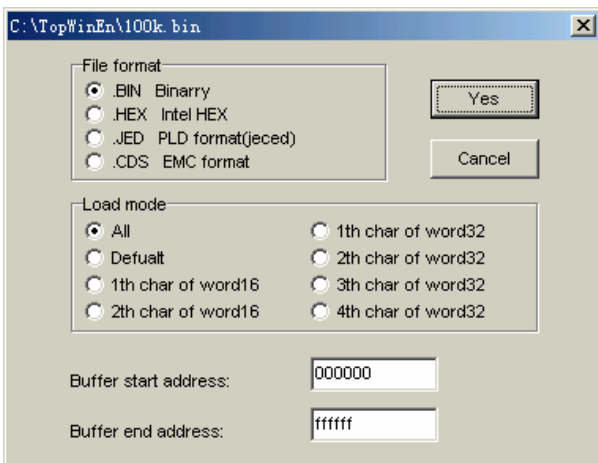 C:\TopWinEn\100k.bin
File format
.BIN Binarry
.HEX Intel HEX
.JED PLD format(jeced)
.CDS EMC format
Yes
Cancel
Load mode
All
Defualt
1th char of word16
2th char of word16
1th char of word32
2th char of word32
3th char of word32
4th char of word32
Buffer start address: 000000
Buffer end address: ffffff